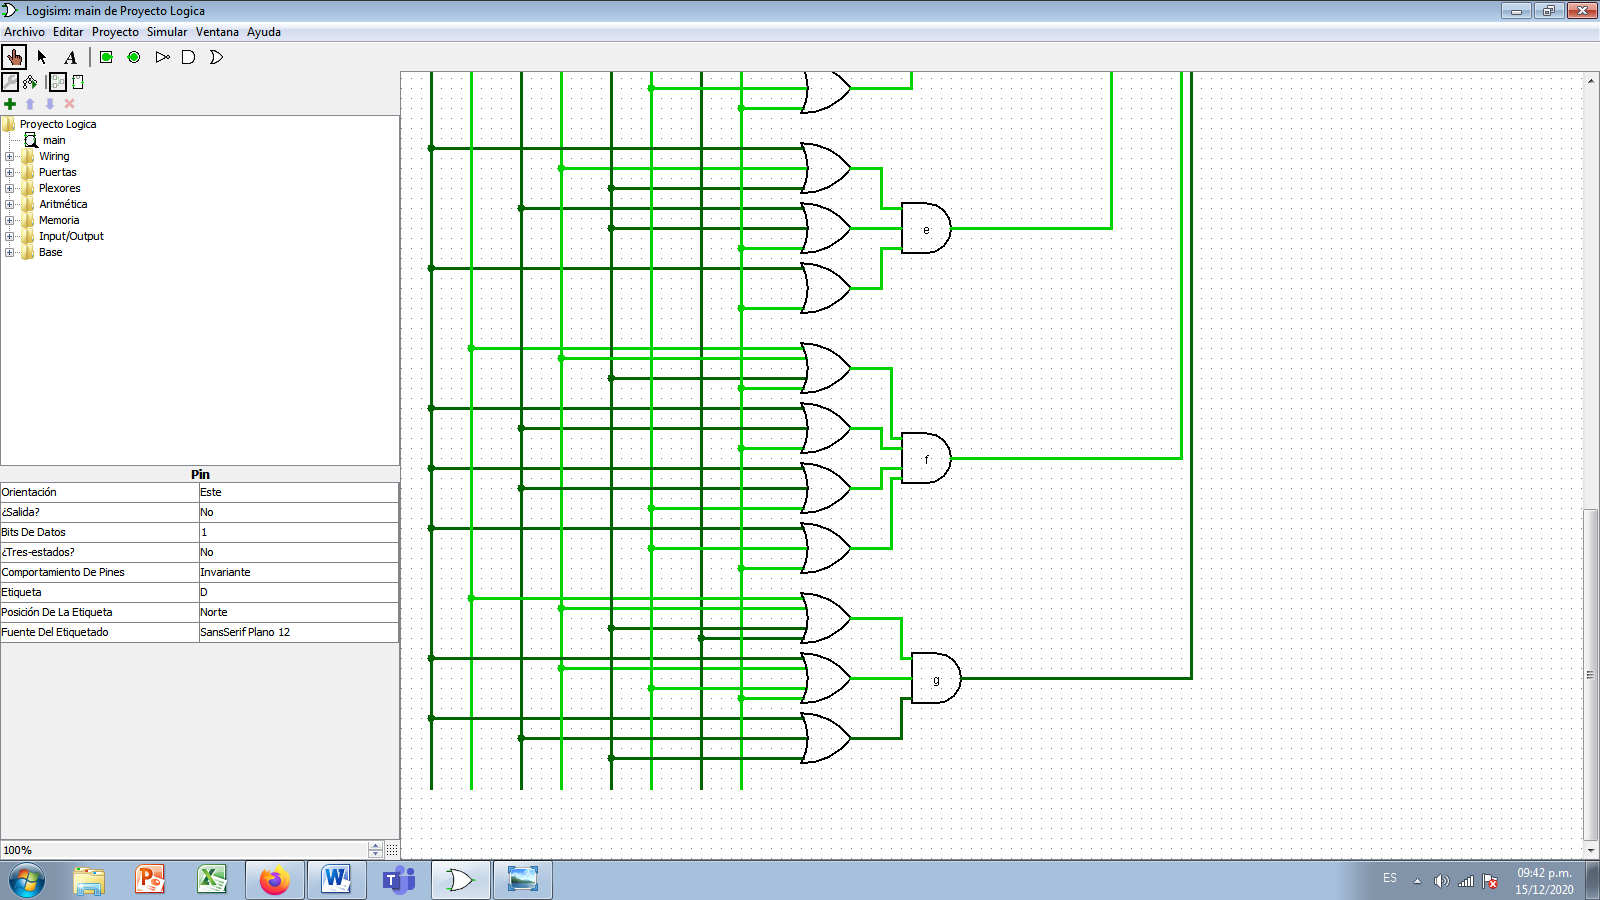 Logisim: main de Proyecto Logica
Archivo Editar Proyecto Simular Ventana Ayuda
A
Proyecto Logica
main
Wiring
Puertas
Plexores
Aritmética
Memoria
Input/Output
Base
e
f
g
Pin
Orientación Este
¿Salida? No
Bits De Datos 1
¿Tres-estados? No
Comportamiento De Pines Invariante
Etiqueta D
Posición De La Etiqueta Norte
Fuente Del Etiquetado SansSerif Plano 12
100%
ES
09:42 p.m.
15/12/2020